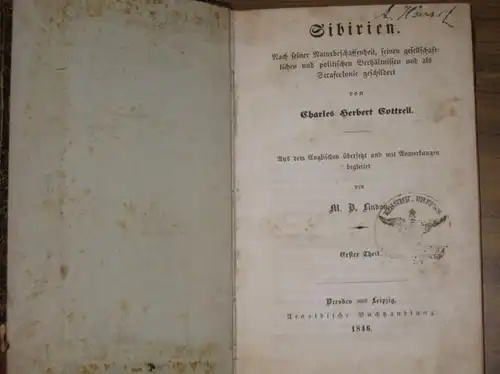 Sibirien.
Nach seiner Naturbeschaffenheit, seinen gesellschaft-
lichen und politischen Verhältnissen und als
Strafcolonie geschildert
von
Charles Herbert Cottrell.
Aus dem Englischen übersetzt und mit Anmerkungen
begleitet
von
M. B. Lindau
Erster Theil.
Dresden und Leipzig,
Arnoldische Buchhandlung.
1846.